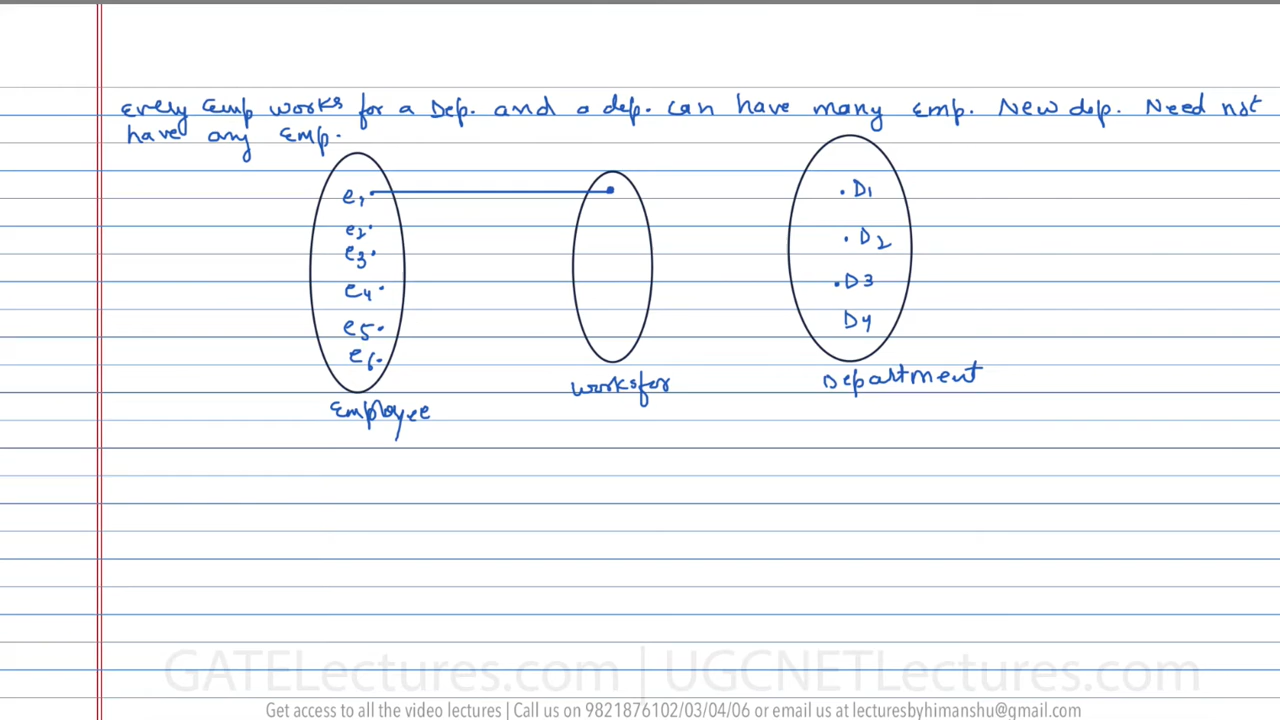 Every Emp works for a Dep. and a dep. can have many Emp. New dep. Need not
have any Emp.
e1
e2
e3
e4
e5
e6
D1
D2
D3
D4
worksfor
Department
Employee
GATELectures.com | UGCNETLectures.com
Get access to all the video lectures | Call us on 9821876102/03/04/06 or email us at lecturesbyhimanshu@gmail.com